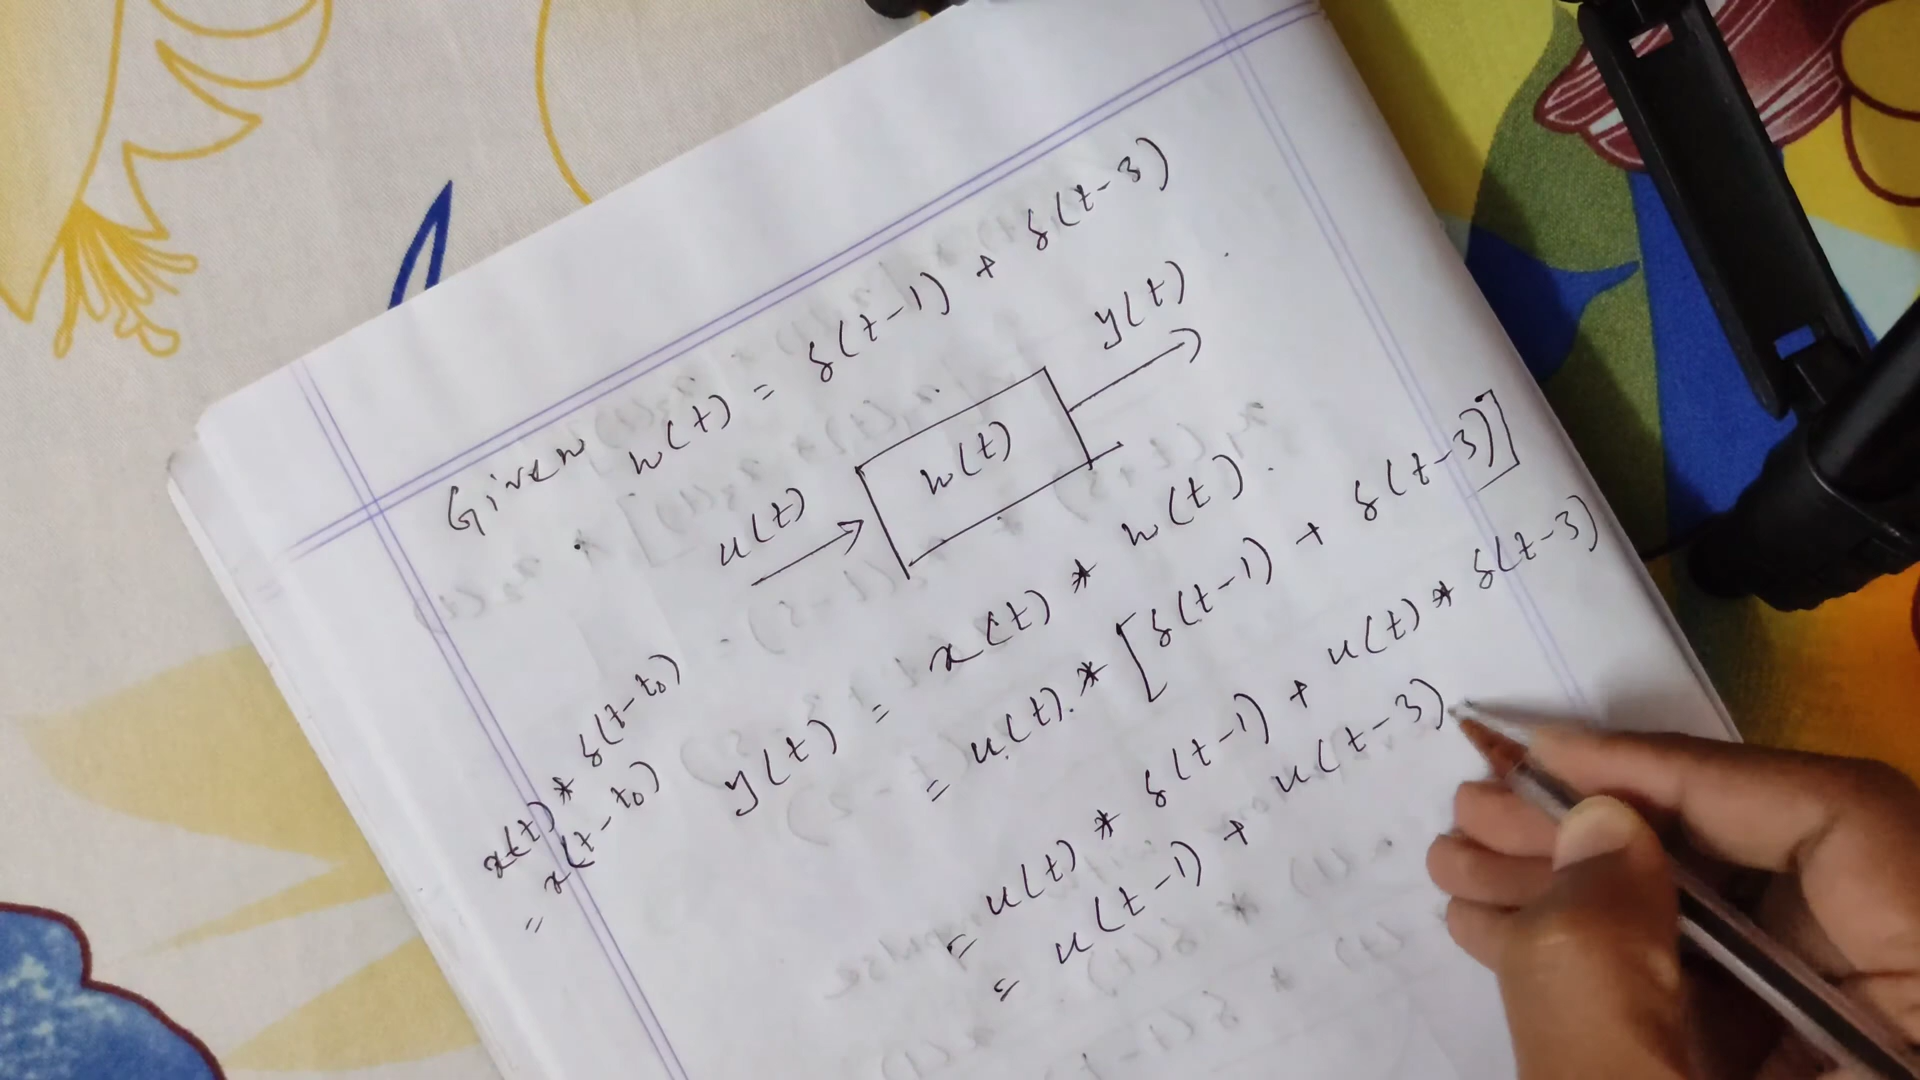 Given
h(t) = δ(t-1) + δ(t-3)
u(t) h(t) y(t)
y(t) = x(t) * h(t).
= u(t). * [δ(t-1) + δ(t-3)]
= u(t) * δ(t-1) + u(t) * δ(t-3)
= u(t-1) + u(t-3)
x(t) * δ(t-t₀)
= x(t-t₀)